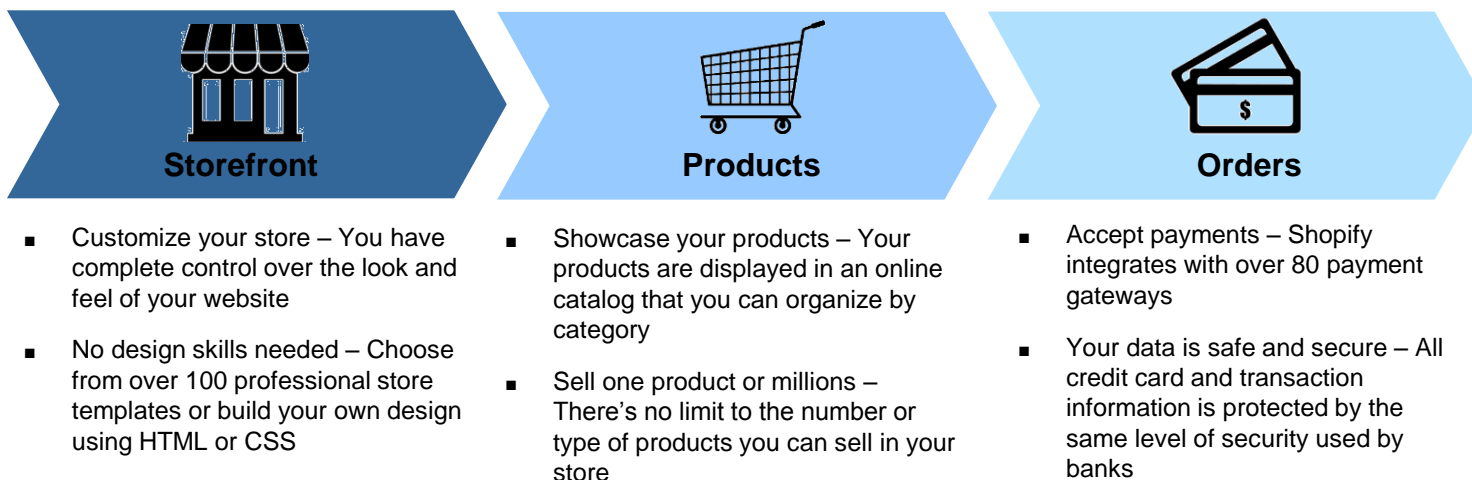 Storefront
■ Customize your store – You have
complete control over the look and
feel of your website
■ No design skills needed – Choose
from over 100 professional store
templates or build your own design
using HTML or CSS
Products
■ Showcase your products – Your
products are displayed in an online
catalog that you can organize by
category
■ Sell one product or millions –
There’s no limit to the number or
type of products you can sell in your
store
$
Orders
■ Accept payments – Shopify
integrates with over 80 payment
gateways
■ Your data is safe and secure – All
credit card and transaction
information is protected by the
same level of security used by
banks